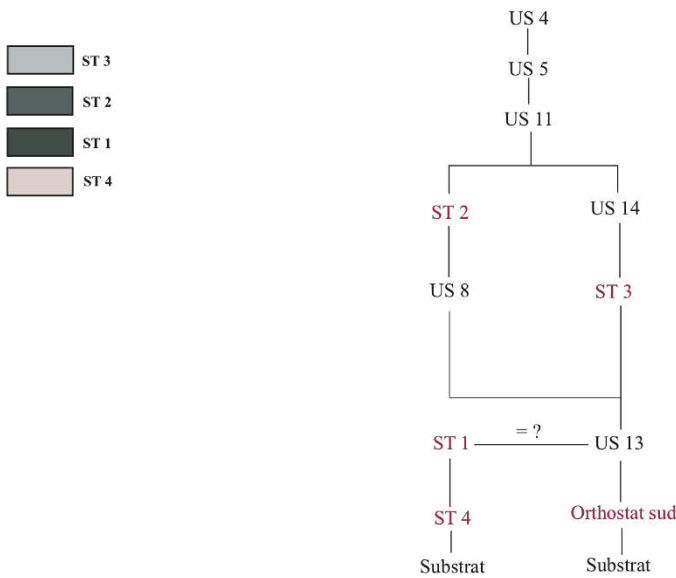 ST 3
ST 2
ST 1
ST 4
US 4
US 5
US 11
ST 2
US 14
US 8
ST 3
ST 1 = ? US 13
ST 4
Orthostat sud
Substrat
Substrat